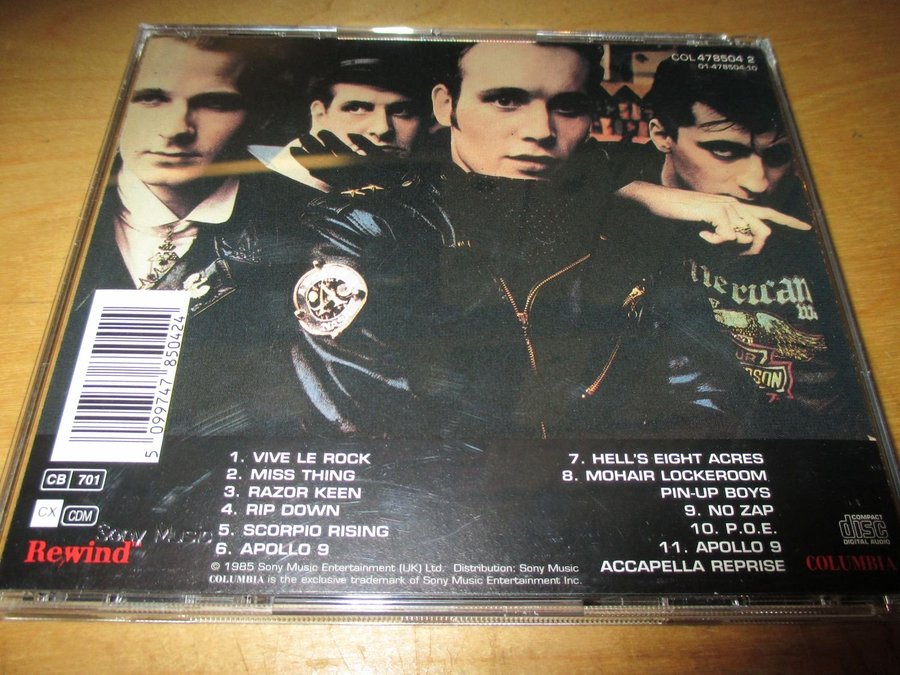 COL 478504 2
01-478504-10
merican
SON
5 099747 850424
CB 701
CX CDM
Sony Music
Rewind
1. VIVE LE ROCK
2. MISS THING
3. RAZOR KEEN
4. RIP DOWN
5. SCORPIO RISING
6. APOLLO 9
7. HELL'S EIGHT ACRES
8. MOHAIR LOCKEROOM
PIN-UP BOYS
9. NO ZAP
10. P.O.E.
11. APOLLO 9
ACCAPELLA REPRISE
℗ 1985 Sony Music Entertainment (UK) Ltd. Distribution: Sony Music
COLUMBIA is the exclusive trademark of Sony Music Entertainment Inc.
COMPACT
disc
DIGITAL AUDIO
COLUMBIA